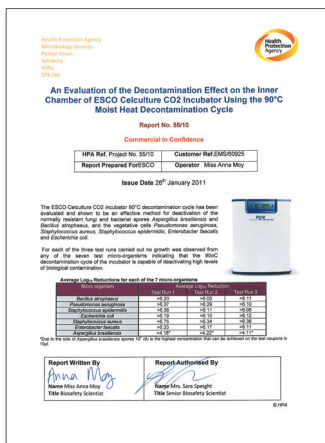 Health Protection Agency
Microbiology Services
Porton Down
Salisbury
Wilts
SP4 0JG
Health
Protection
Agency
An Evaluation of the Decontamination Effect on the Inner
Chamber of ESCO Celculture CO2 Incubator Using the 90°C
Moist Heat Decontamination Cycle
Report No. 55/10
Commercial in Confidence
HPA Ref. Project No. 55/10 Customer Ref.EMS/60925
Report Prepared ForESCO Operator Miss Anna Moy
Issue Date 26th January 2011
The ESCO Celculture CO2 incubator 90°C decontamination cycle has been
evaluated and shown to be an effective method for deactivation of the
normally resistant fungi and bacterial spores Aspergillus brasiliensis and
Bacillus atrophaeus, and the vegetative cells Pseudomonas aeruginosa,
Staphylococcus aureus, Staphylococcus epidermidis, Enterobacter faecalis
and Escherichia coli.
For each of the three test runs carried out no growth was observed from
any of the seven test micro-organisms indicating that the 90oC
decontamination cycle of the incubator is capable of deactivating high levels
of biological contamination.
Average Log10 Reductions for each of the 7 micro-organisms
Micro-organism Average Log10 Reduction
Test Run 1 Test Run 2 Test Run 3
Bacillus atrophaeus >6.20 >6.05 >6.11
Pseudomonas aeruginosa >6.37 >6.29 >6.10
Staphylococcus epidermidis >6.36 >6.11
Escherichia coli >6.19 >6.10 >6.12
Staphylococcus aureus >6.75 >6.34 >6.36
Enterobacter faecalis >6.33 >6.17 >6.11
Aspergillus brasiliensis >4.15* >4.22* >4.11*
*Due to the size of Aspergillus brasiliensis spores 10⁵ cfu is the highest concentration that can be achieved on the test coupons in
10µl.
Report Written By Report Authorised By
Anna Moy
Name Miss Anna Moy Name Mrs. Sara Speight
Title Biosafety Scientist Title Senior Biosafety Scientist
© HPA